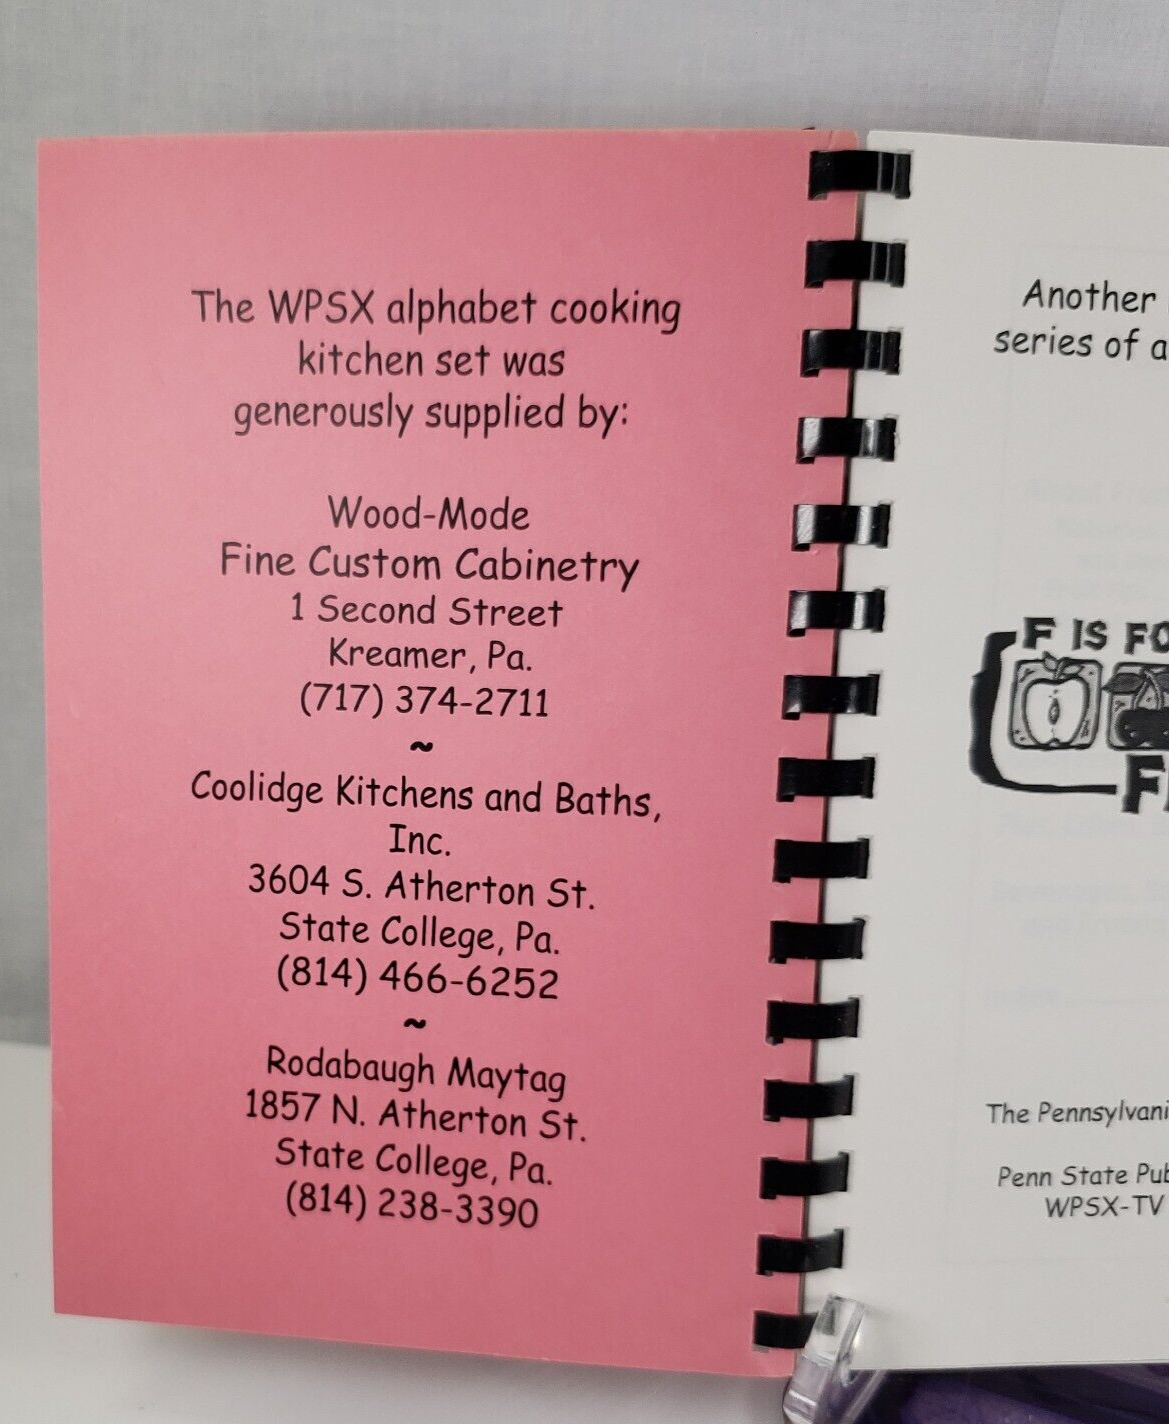 The WPSX alphabet cooking
kitchen set was
generously supplied by:
Wood-Mode
Fine Custom Cabinetry
1 Second Street
Kreamer, Pa.
(717) 374-2711
~
Coolidge Kitchens and Baths,
Inc.
3604 S. Atherton St.
State College, Pa.
(814) 466-6252
~
Rodabaugh Maytag
1857 N. Atherton St.
State College, Pa.
(814) 238-3390
Another
series of a
F IS FO
The Pennsylvani
Penn State Pub
WPSX-TV